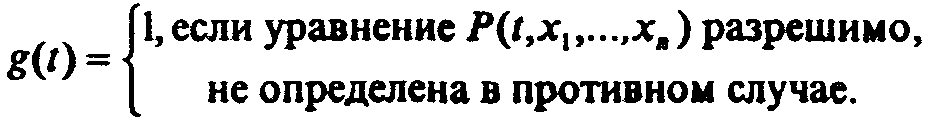 g(t) = { 1, если уравнение P(t,x₁,...,xₙ) разрешимо,
не определена в противном случае.